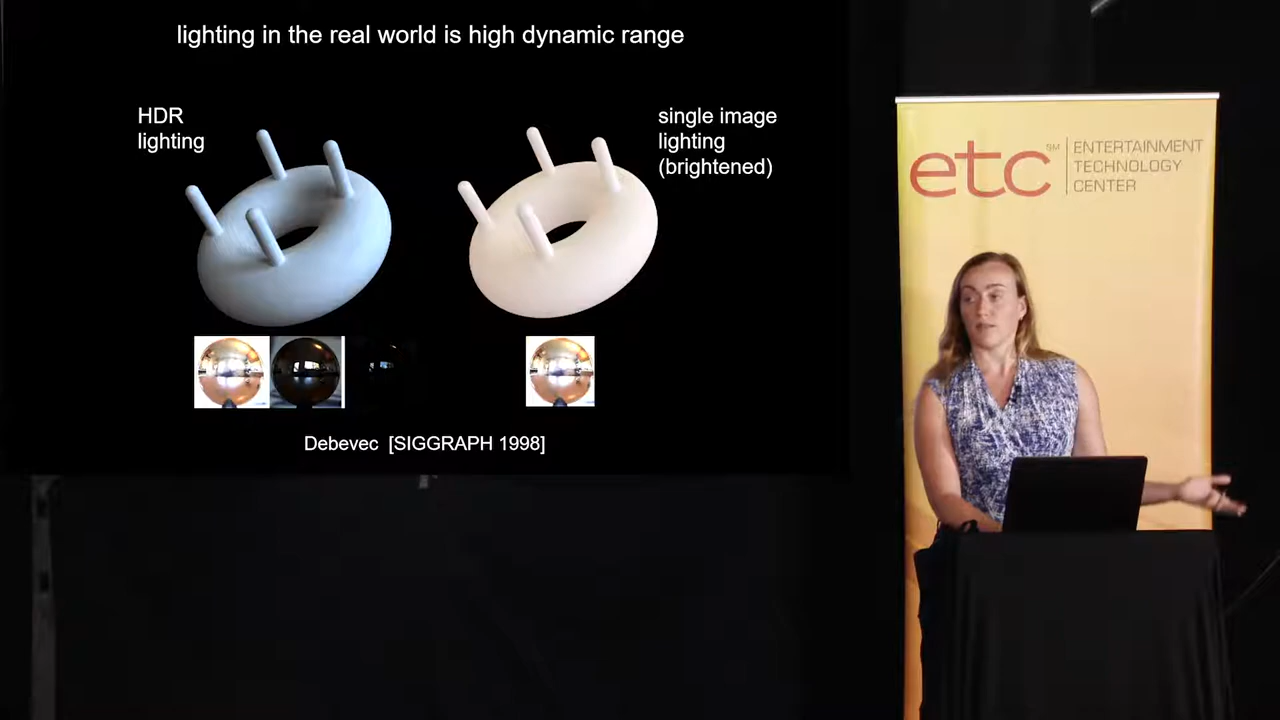 lighting in the real world is high dynamic range
HDR
lighting
single image
lighting
(brightened)
Debevec [SIGGRAPH 1998]
etc SM
ENTERTAINMENT
TECHNOLOGY
CENTER